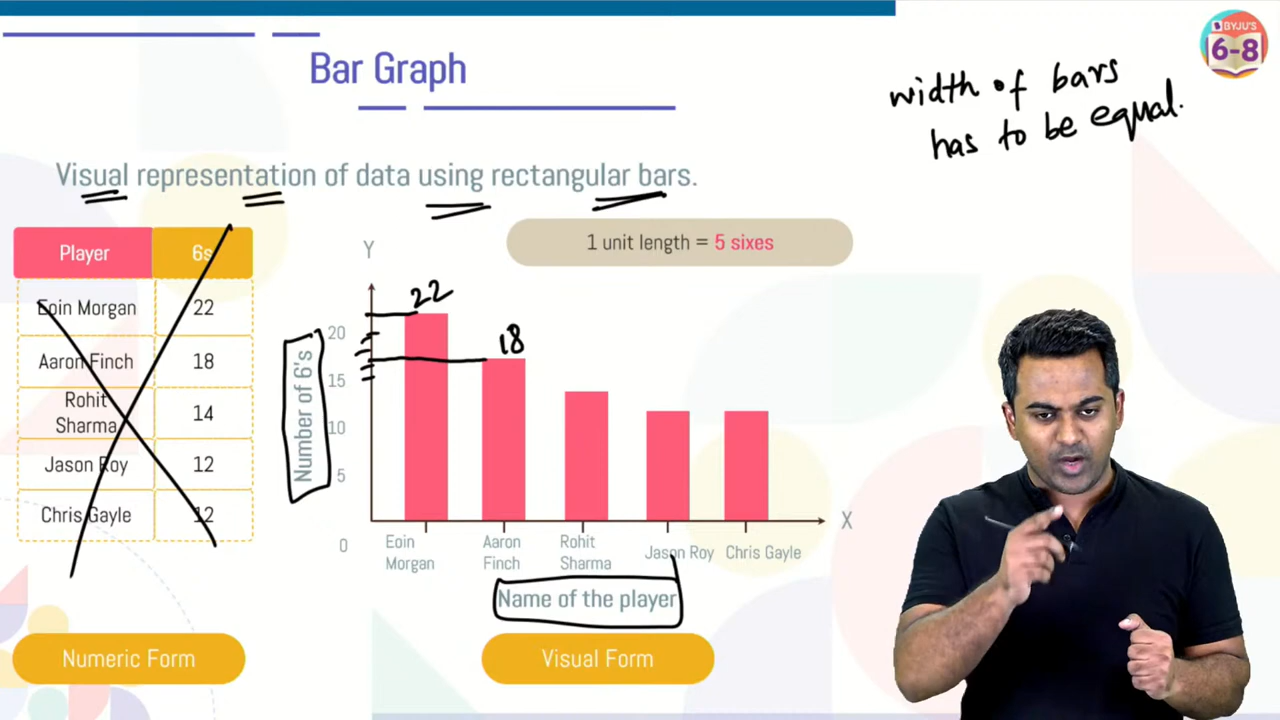 BYJU'S
6-8
Bar Graph
width of bars
has to be equal.
Visual representation of data using rectangular bars.
Player 6s
Eoin Morgan 22
Aaron Finch 18
Rohit
Sharma 14
Jason Roy 12
Chris Gayle 12
1 unit length = 5 sixes
Y
22
18
20
15
10
5
0
Number of 6's
X
Eoin
Morgan
Aaron
Finch
Rohit
Sharma
Jason Roy
Chris Gayle
Name of the player
Numeric Form
Visual Form